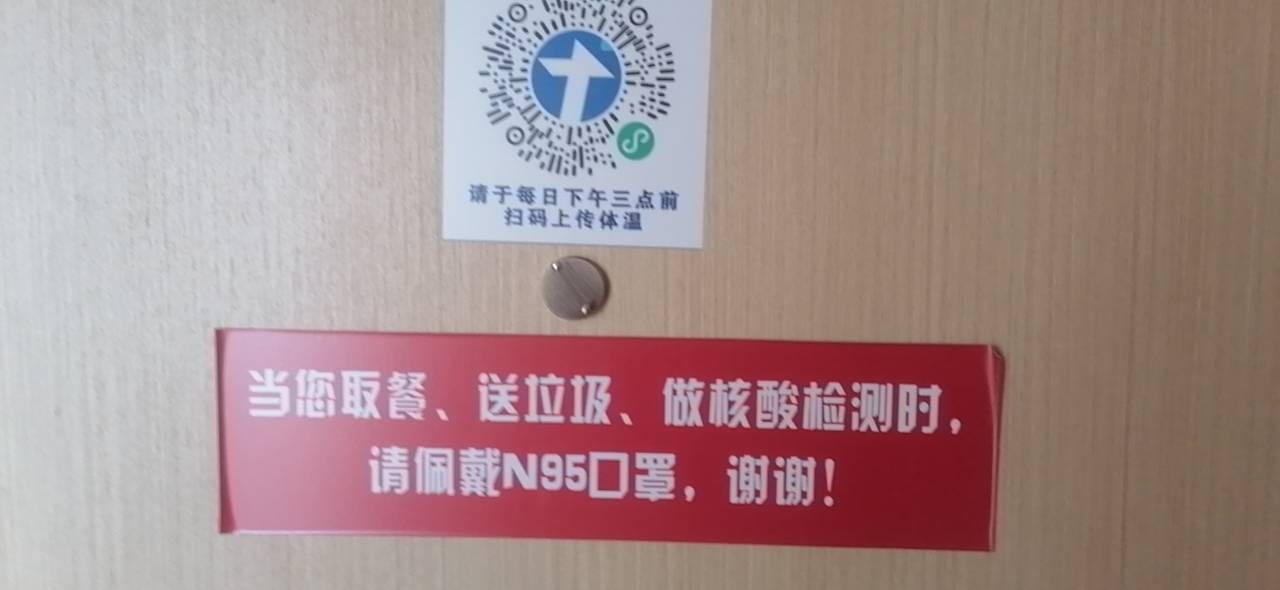 请于每日下午三点前
扫码上传体温
当您取餐、送垃圾、做核酸检测时，
请佩戴N95口罩，谢谢！